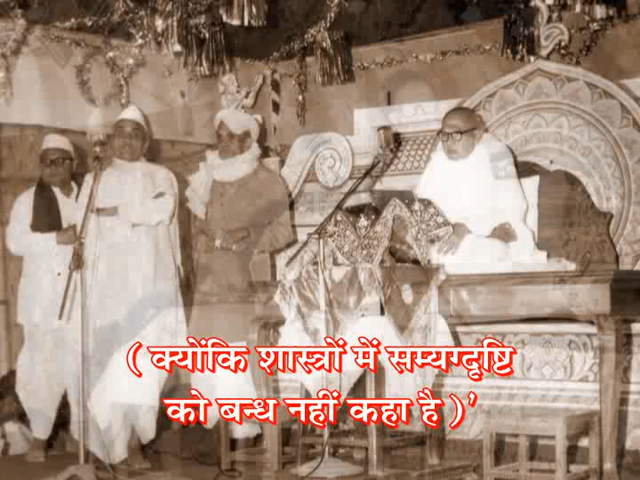 ( क्योंकि शास्त्रों में सम्यग्दृष्टि
को बन्ध नहीं कहा है )’